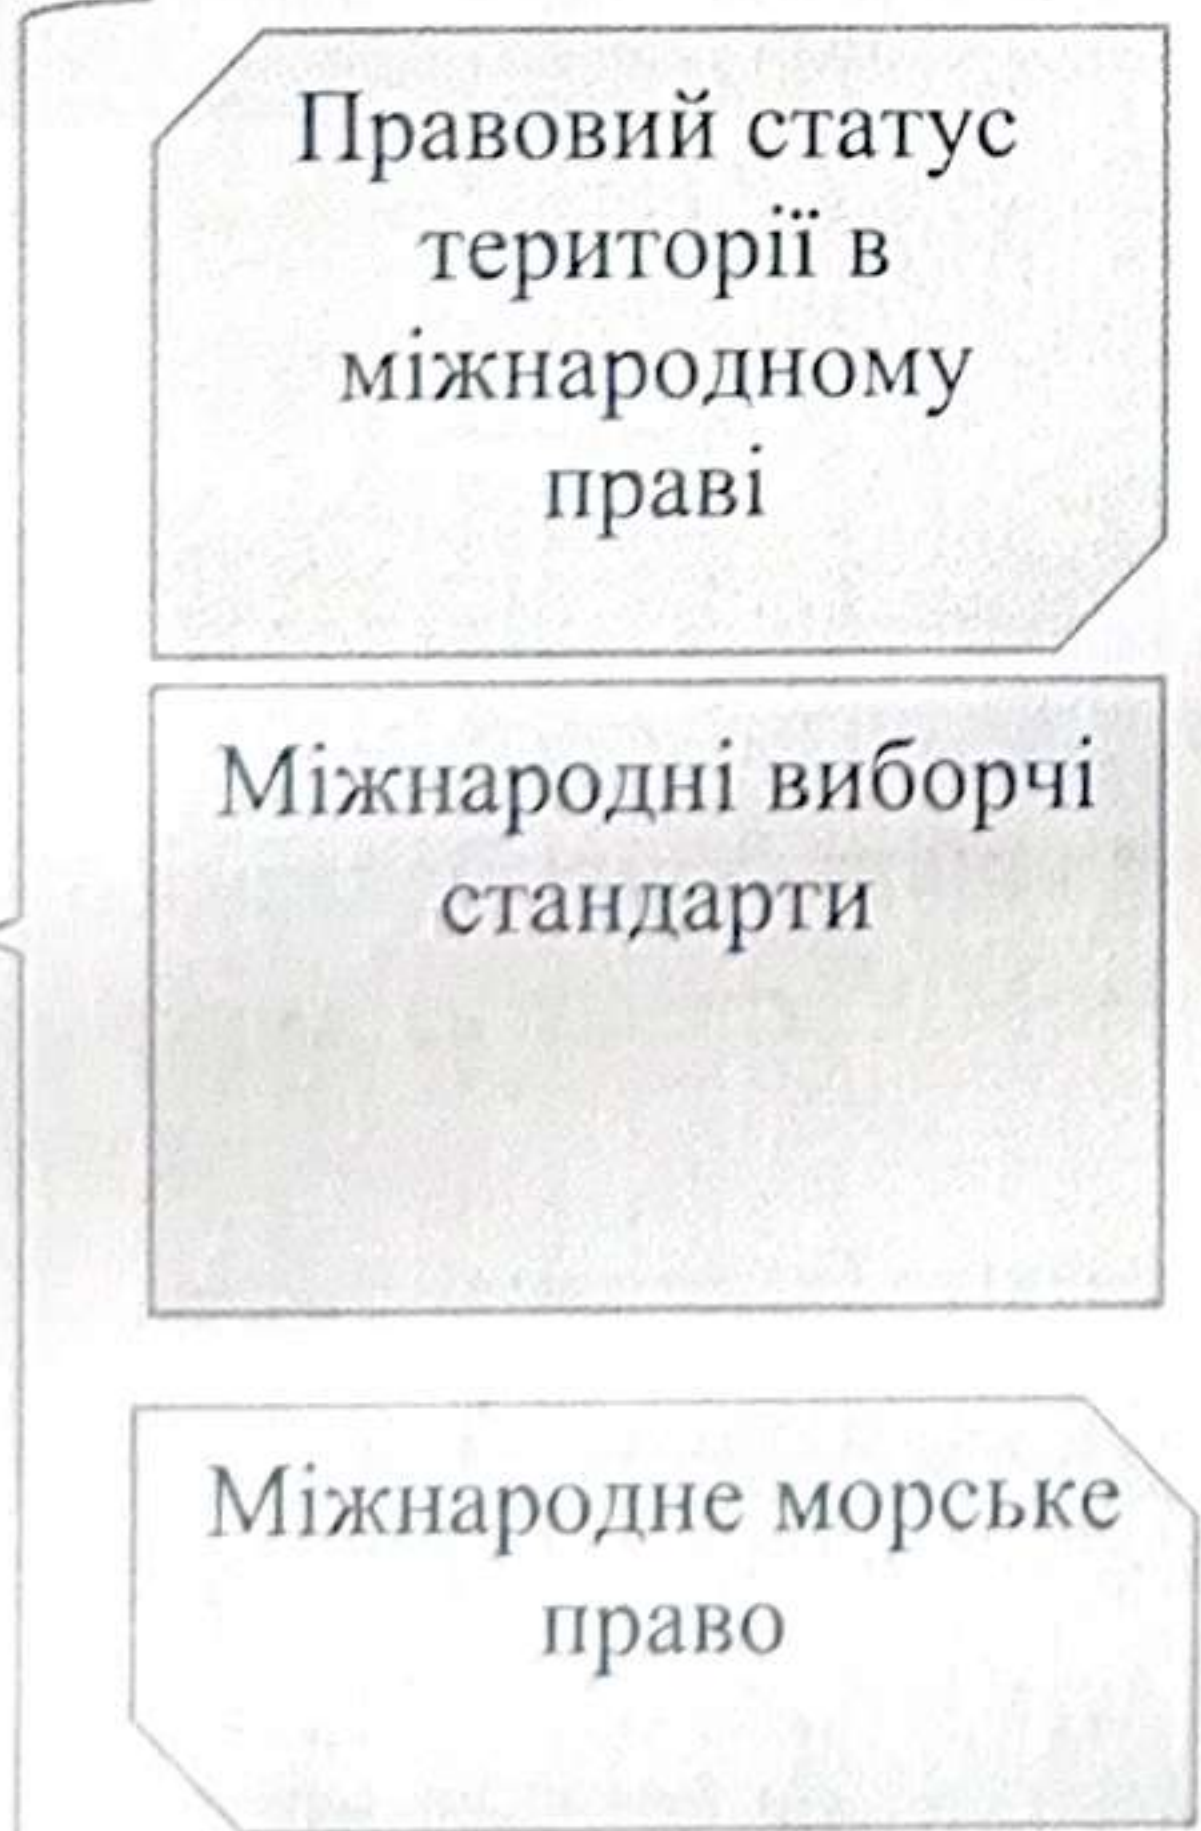 Правовий статус
території в
міжнародному
праві
Міжнародні виборчі
стандарти
Міжнародне морське
право